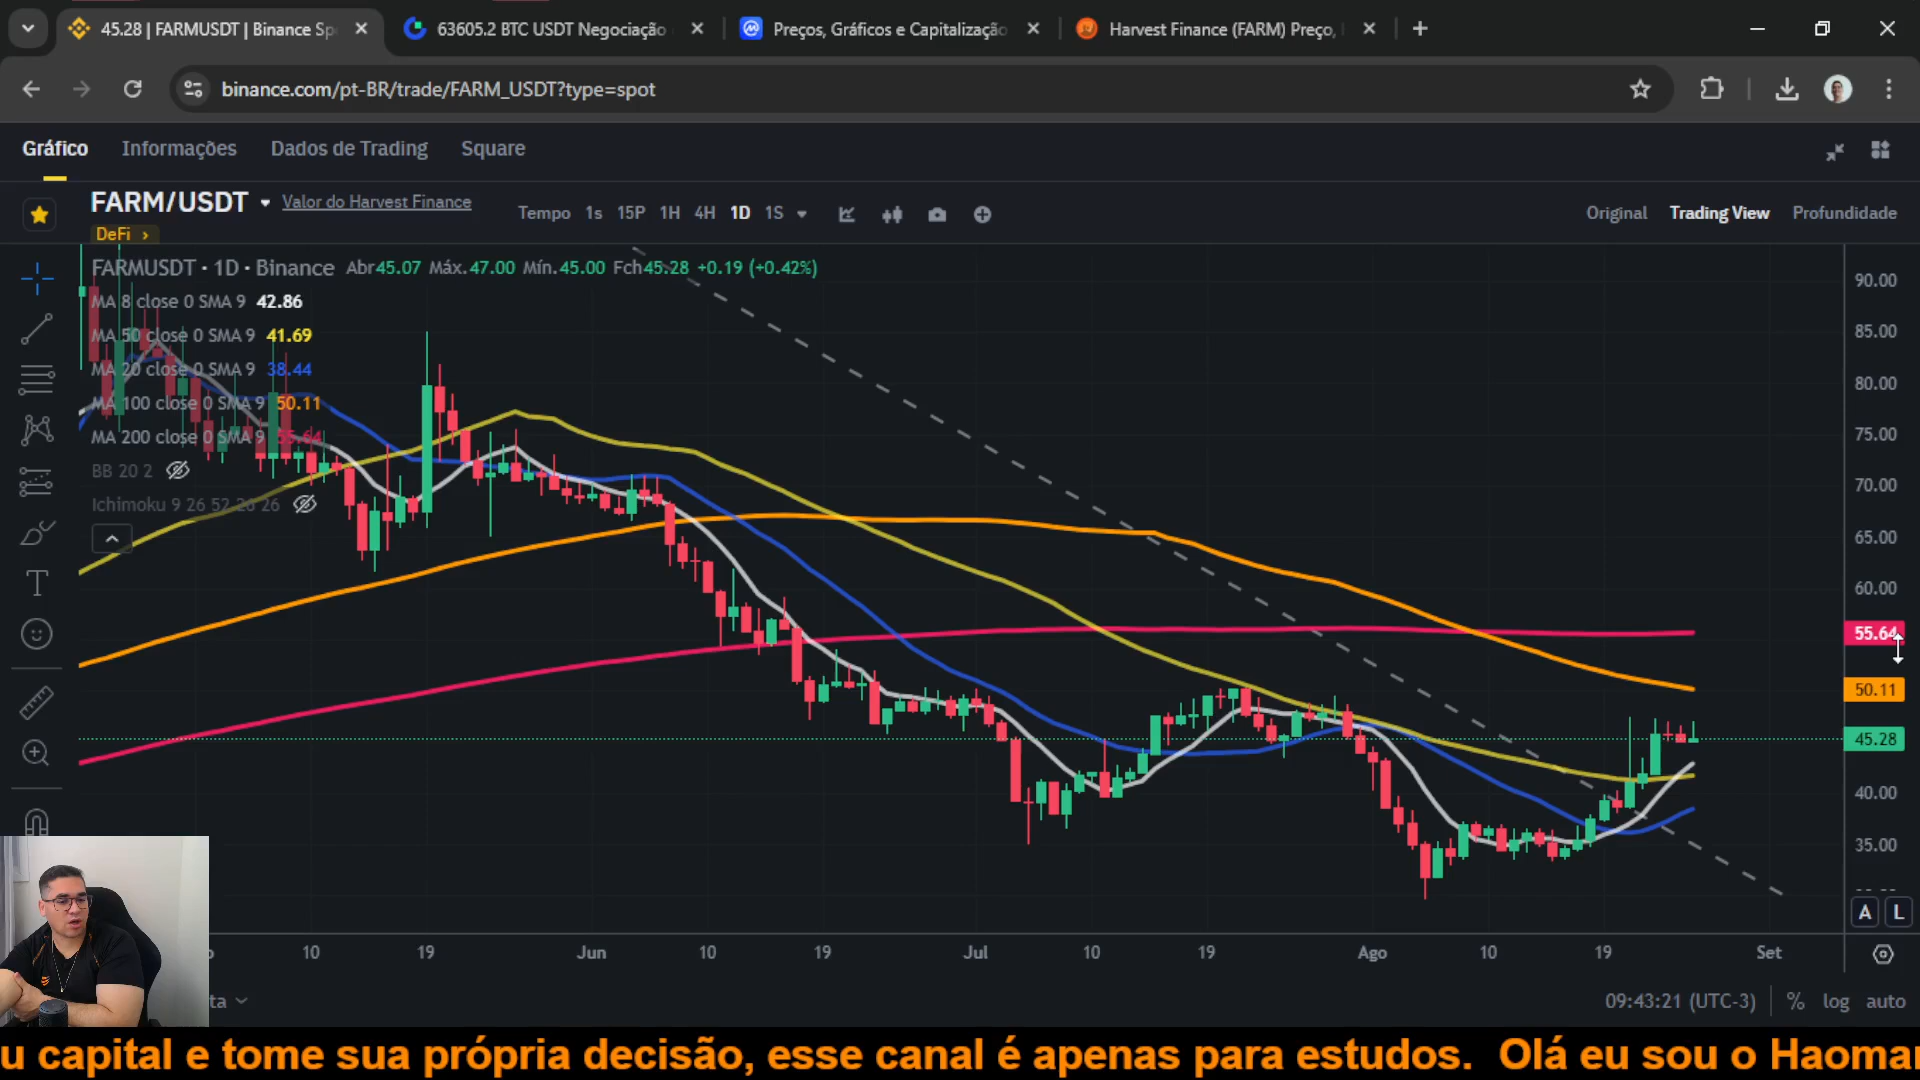 45.28 | FARMUSDT | Binance Sp
63605.2 BTC USDT Negociação
Preços, Gráficos e Capitalização
Harvest Finance (FARM) Preço,
binance.com/pt-BR/trade/FARM_USDT?type=spot
Gráfico Informações Dados de Trading Square
FARM/USDT Valor do Harvest Finance
DeFi ›
Tempo 1s 15P 1H 4H 1D 1S
Original Trading View Profundidade
FARMUSDT · 1D · Binance Abr45.07 Máx.47.00 Mín.45.00 Fch45.28 +0.19 (+0.42%)
MA 8 close 0 SMA 9 42.86
MA 50 close 0 SMA 9 41.69
MA 20 close 0 SMA 9 38.44
MA 100 close 0 SMA 9 50.11
MA 200 close 0 SMA 9 55.64
BB 20 2
Ichimoku 9 26 52 26 26
90.00
85.00
80.00
75.00
70.00
65.00
60.00
55.64
50.11
45.28
40.00
35.00
A L
10 19 Jun 10 19 Jul 10 19 Ago 10 19 Set
ta
09:43:21 (UTC-3) % log auto
u capital e tome sua própria decisão, esse canal é apenas para estudos. Olá eu sou o Haomar